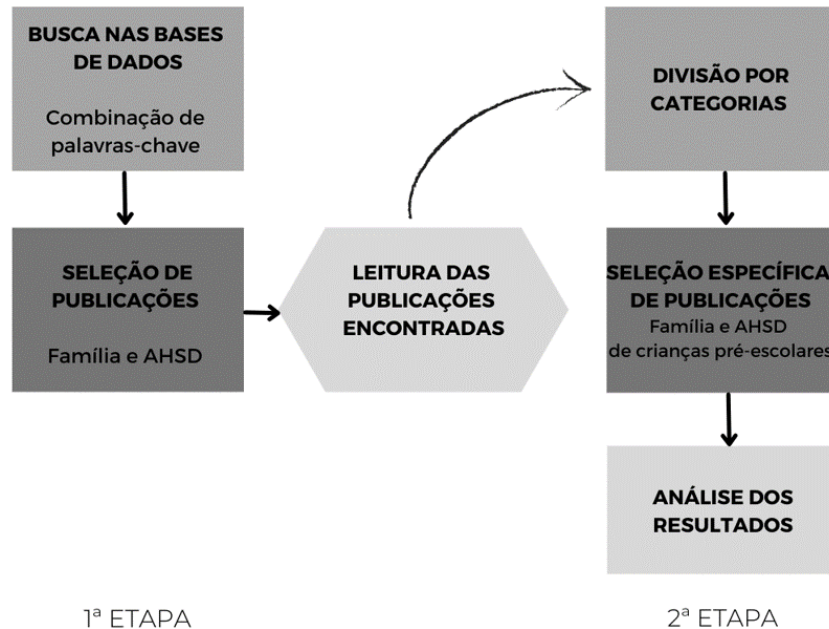 BUSCA NAS BASES
DE DADOS
Combinação de
palavras-chave
SELEÇÃO DE
PUBLICAÇÕES
Família e AHSD
LEITURA DAS
PUBLICAÇÕES
ENCONTRADAS
DIVISÃO POR
CATEGORIAS
SELEÇÃO ESPECÍFICA
DE PUBLICAÇÕES
Família e AHSD
de crianças pré-escolares
ANÁLISE DOS
RESULTADOS
1ª ETAPA
2ª ETAPA